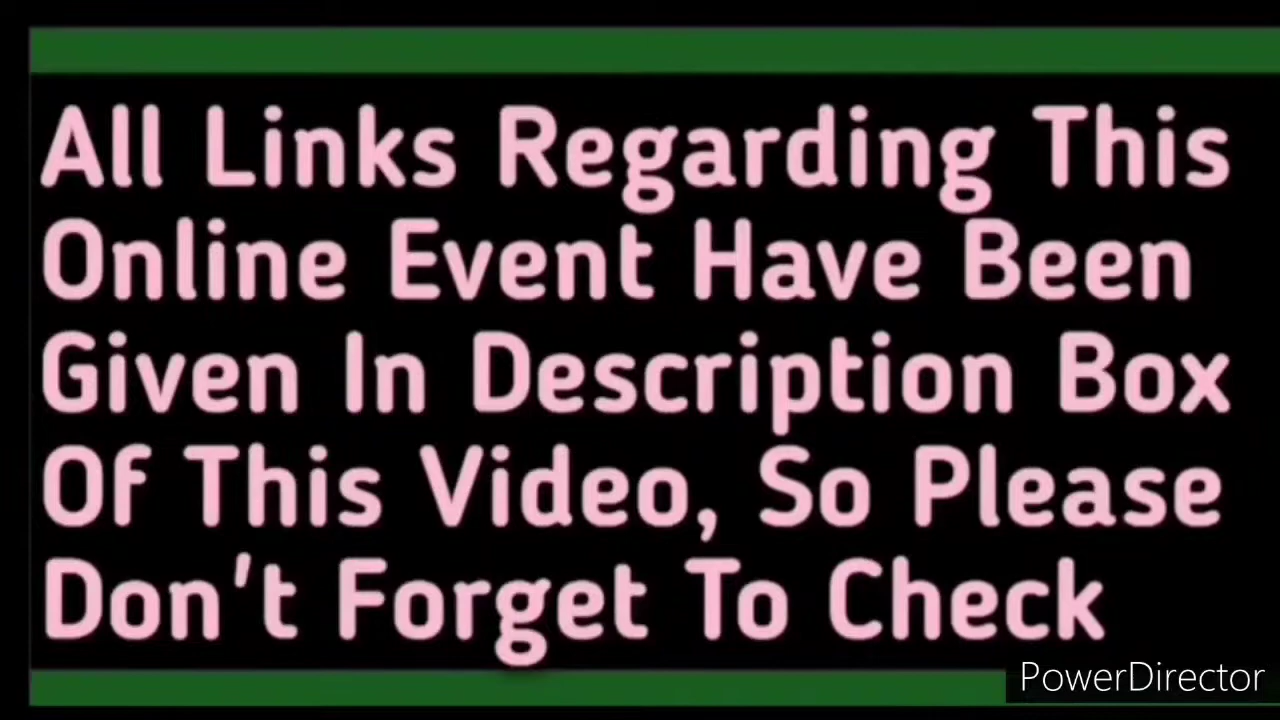 All Links Regarding This
Online Event Have Been
Given In Description Box
Of This Video, So Please
Don't Forget To Check
PowerDirector